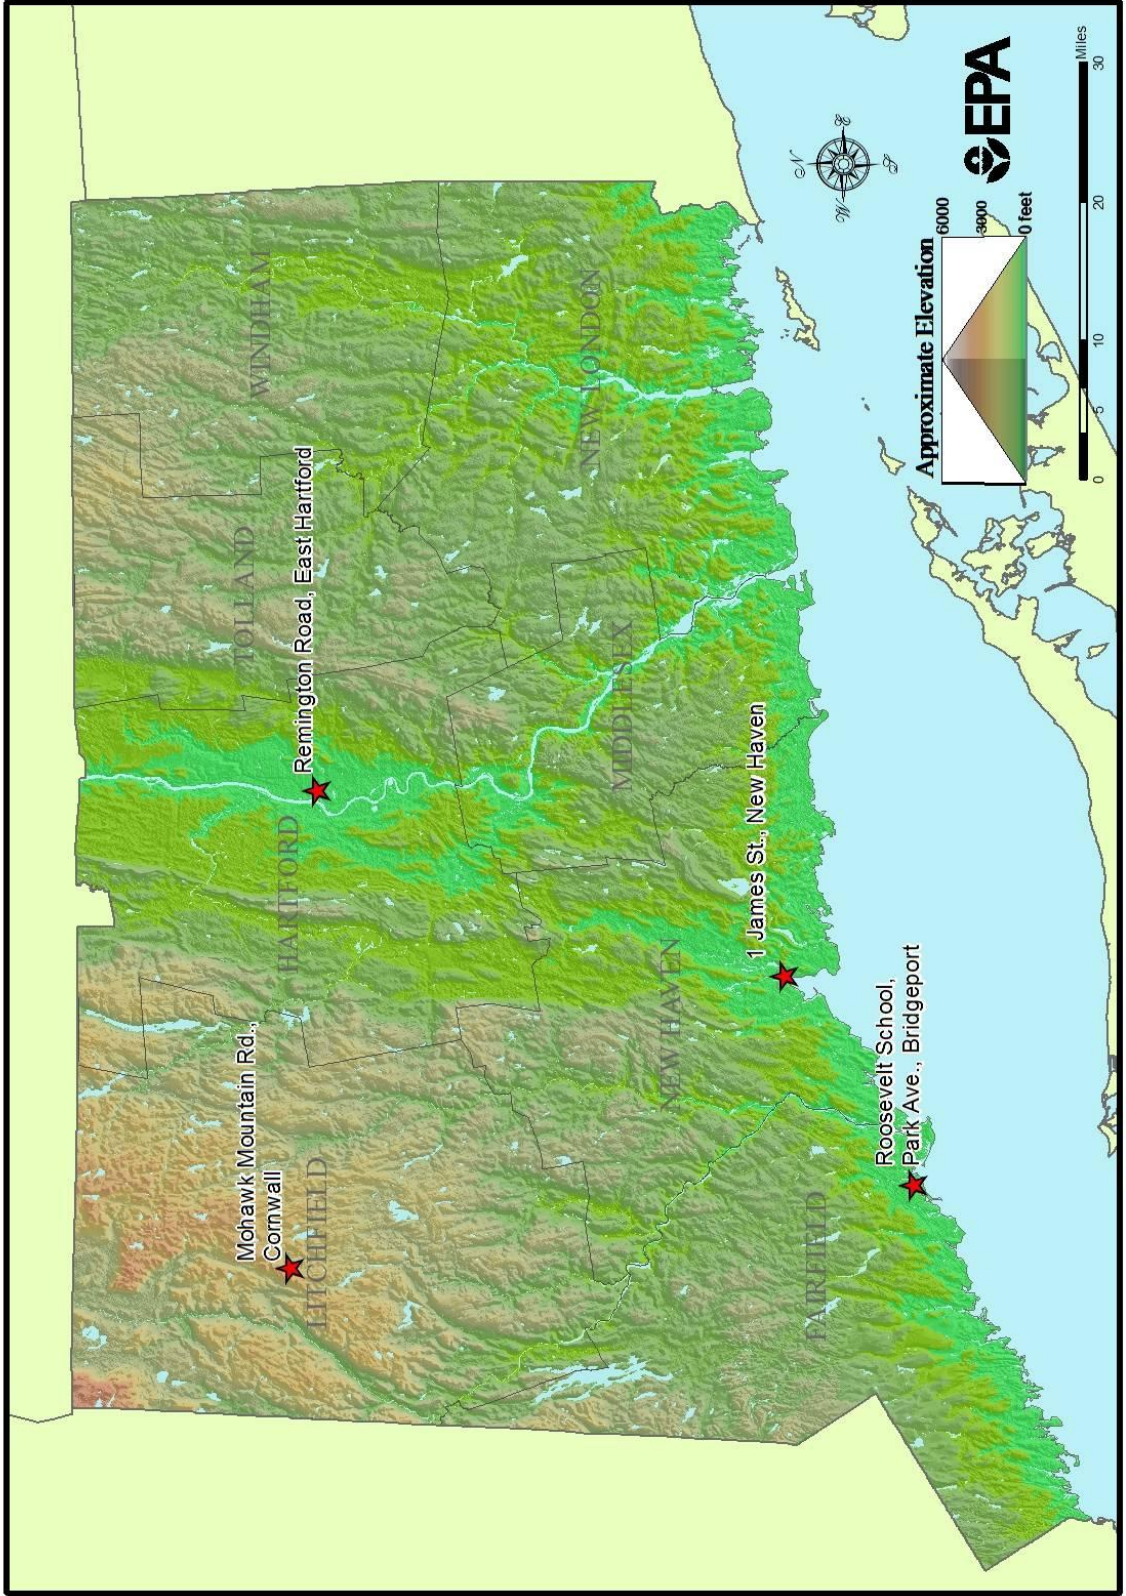 Mohawk Mountain Rd.,
Cornwall
LITCHFIELD
HARTFORD
Remington Road, East Hartford
TOLLAND
WINDHAM
NEW HAVEN
1 James St., New Haven
MIDDLESEX
NEW LONDON
FAIRFIELD
Roosevelt School,
Park Ave., Bridgeport
N
W
E
S
Approximate Elevation
6000
3000
0 feet
EPA
0
5
10
20
30
Miles